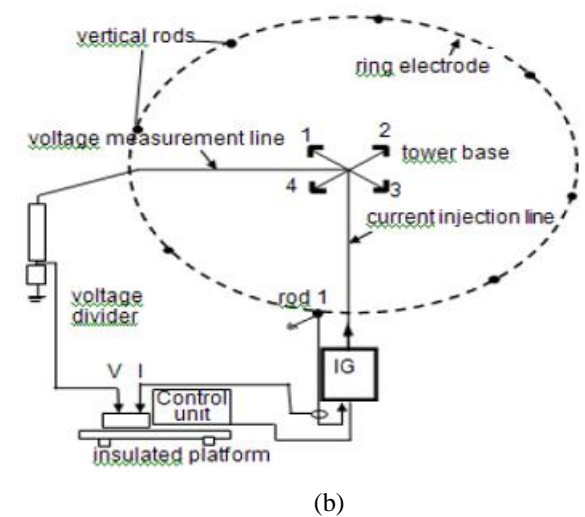 vertical rods
ring electrode
voltage measurement line
1
2
tower base
4
3
current injection line
voltage
divider
rod 1
V I
IG
Control
unit
insulated platform
(b)